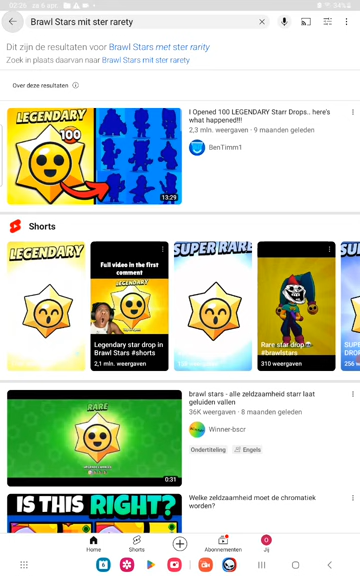 Brawl Stars mit ster rarety
Dit zijn de resultaten voor Brawl Stars met ster rarity
Zoek in plaats daarvan naar Brawl Stars mit ster rarety
Over deze resultaten
LEGENDARY
100
13:29
I Opened 100 LEGENDARY Starr Drops.. here's
what happened!!!
2,3 mln. weergaven · 9 maanden geleden
BenTimm1
Shorts
LEGENDARY
Full video in the first
comment
LEGENDARY
Legendary star drop in
Brawl Stars #shorts
2,1 mln. weergaven
SUPER RARE
Rare star drop
#brawlstars
310 weergaven
RARE
0:31
brawl stars - alle zeldzaamheid starr laat
geluiden vallen
36K weergaven · 8 maanden geleden
Winner-bscr
Ondertiteling
Engels
IS THIS RIGHT?
Welke zeldzaamheid moet de chromatiek
worden?
Home
Shorts
Abonnementen
Jij